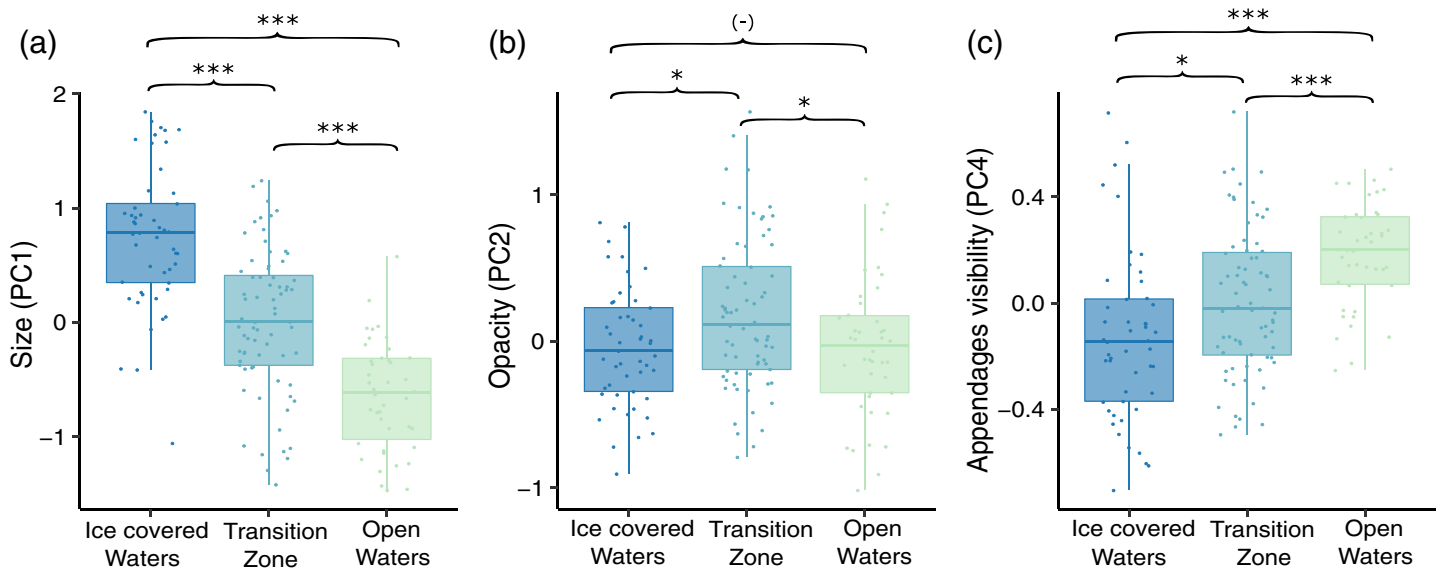 (a)
***
***
***
Size (PC1)
2
1
0
−1
Ice covered
Waters
Transition
Zone
Open
Waters
(b)
(-)
*
*
Opacity (PC2)
1
0
−1
Ice covered
Waters
Transition
Zone
Open
Waters
(c)
***
*
***
Appendages visibility (PC4)
0.4
0.0
−0.4
Ice covered
Waters
Transition
Zone
Open
Waters